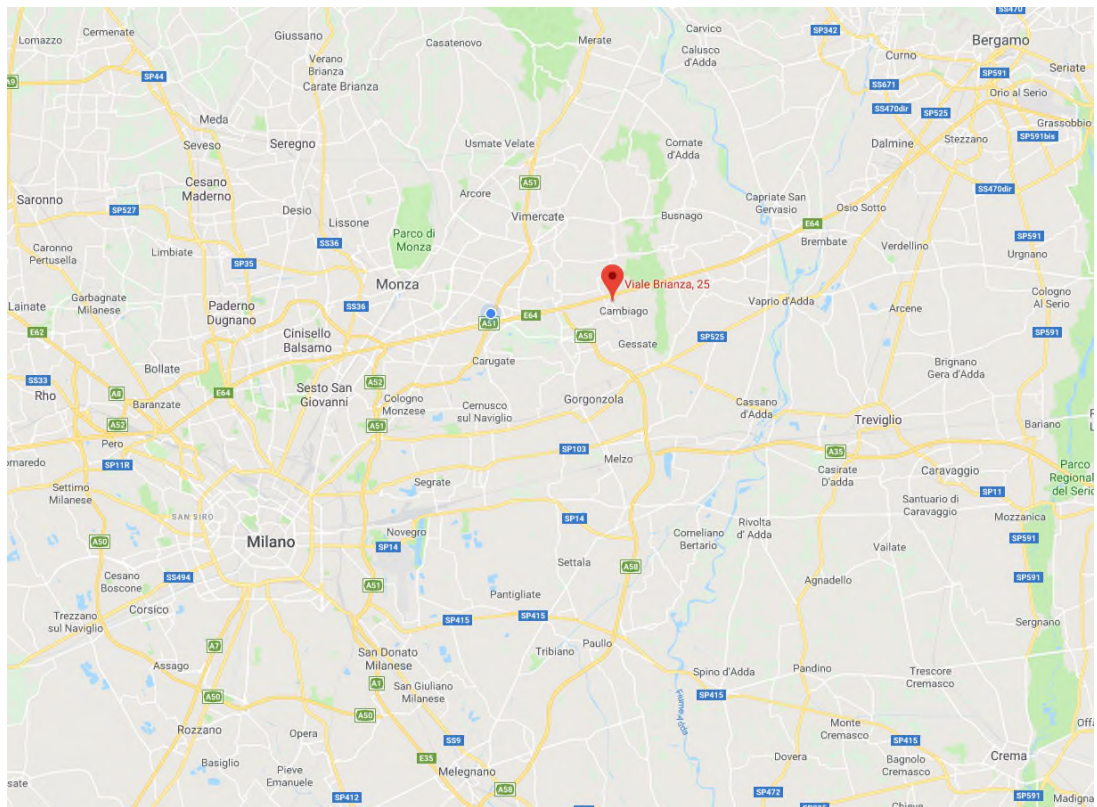 SS470
Cermenate
Lomazzo
Giussano
Verano
Brianza
Carate Brianza
Casatenovo
Merate
Carvico
Calusco
d'Adda
SP342
Curno
Bergamo
SP591
Seriate
A9
SP44
SS671
Orio al Serio
SS470dir
SP525
Grassobbio
SP591bis
Meda
Seveso
Seregno
Usmate Velate
Cornate
d'Adda
Dalmine
Stezzano
Cesano
Maderno
A51
Arcore
SS470dir
Saronno
SP527
Desio
Lissone
Vimercate
Busnago
Capriate San
Gervasio
Osio Sotto
E64
SP591
Caronno
Pertusella
Limbiate
SS36
Parco di
Monza
Brembate
Verdellino
Urgnano
SP35
Viale Brianza, 25
Monza
Lainate
Garbagnate
Milanese
Paderno
Dugnano
SS36
Cambiago
Vaprio d'Adda
Arcene
Cologno
Al Serio
E62
Cinisello
Balsamo
A51
E64
A58
SP525
SP591
Gessate
Carugate
Bollate
Brignano
Gera d'Adda
SS33
Rho
A8
E64
Sesto San
Giovanni
A52
Cologno
Monzese
Baranzate
Cernusco
sul Naviglio
Gorgonzola
Cassano
d'Adda
Treviglio
A52
A51
Bariano
Pero
SP103
A35
SP11R
Melzo
Casirate
D'adda
Caravaggio
Parco
Regional
del Serio
Settimo
Milanese
Segrate
SP11
Santuario di
Caravaggio
SAN SIRO
SP14
Mozzanica
Milano
Novegro
Corneliano
Bertario
Rivolta
d' Adda
SP591
A50
SP14
Vailate
Cesano
Boscone
SS494
Settala
A58
Agnadello
SP591
A51
Corsico
Pantigliate
Trezzano
sul Naviglio
SP415
SP415
Sergnano
A7
Paullo
Tribiano
San Donato
Milanese
Assago
Spino d'Adda
Pandino
Trescore
Cremasco
A1
San Giuliano
Milanese
A50
SP415
Fiume Adda
A50
Rozzano
Opera
SS9
Monte
Cremasco
SP415
Basiglio
E35
Dovera
Bagnolo
Cremasco
Crema
Pieve
Emanuele
Melegnano
A58
SP412
SP472
SP591